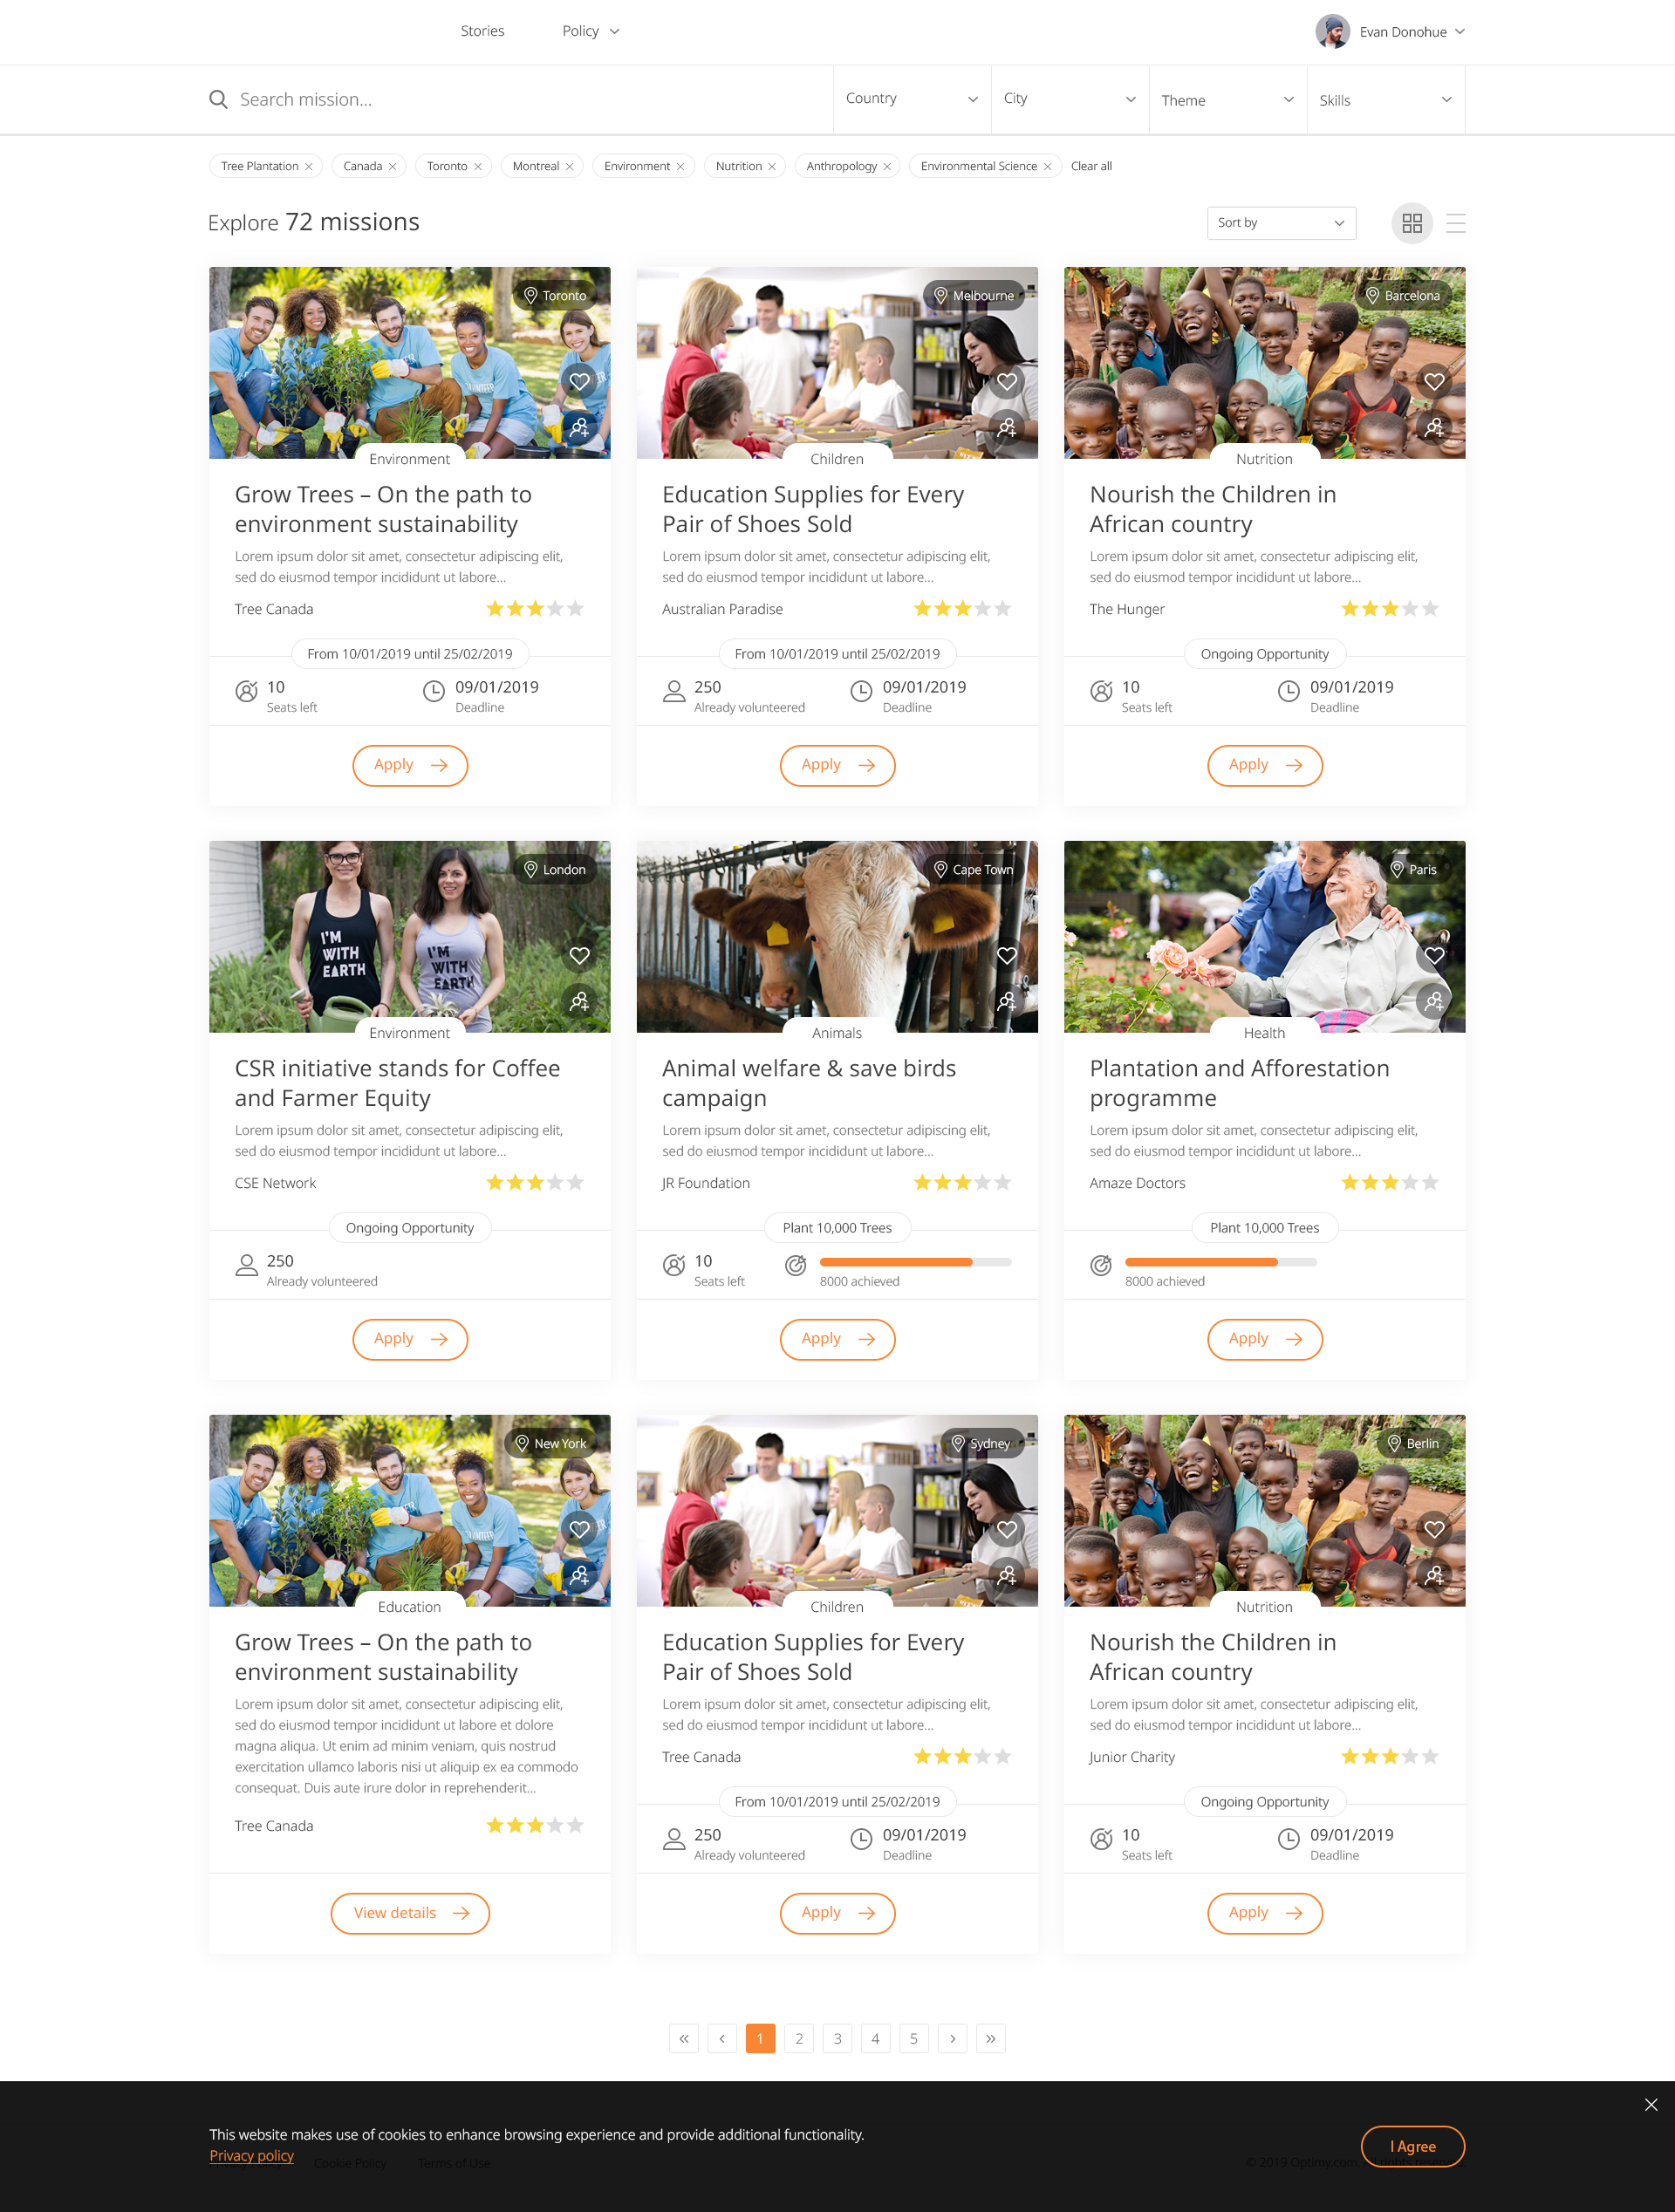 Stories
Policy
Evan Donohue
Search mission...
Country
City
Theme
Skills
Tree Plantation
Canada
Toronto
Montreal
Environment
Nutrition
Anthropology
Environmental Science
Clear all
Explore 72 missions
Sort by
Toronto
Environment
Grow Trees – On the path to
environment sustainability
Lorem ipsum dolor sit amet, consectetur adipiscing elit,
sed do eiusmod tempor incididunt ut labore...
Tree Canada
From 10/01/2019 until 25/02/2019
10
Seats left
09/01/2019
Deadline
Apply
Melbourne
Children
Education Supplies for Every
Pair of Shoes Sold
Lorem ipsum dolor sit amet, consectetur adipiscing elit,
sed do eiusmod tempor incididunt ut labore...
Australian Paradise
From 10/01/2019 until 25/02/2019
250
Already volunteered
09/01/2019
Deadline
Apply
Barcelona
Nutrition
Nourish the Children in
African country
Lorem ipsum dolor sit amet, consectetur adipiscing elit,
sed do eiusmod tempor incididunt ut labore...
The Hunger
Ongoing Opportunity
10
Seats left
09/01/2019
Deadline
Apply
London
I'M
WITH
EARTH
I'M
WITH
EARTH
Environment
CSR initiative stands for Coffee
and Farmer Equity
Lorem ipsum dolor sit amet, consectetur adipiscing elit,
sed do eiusmod tempor incididunt ut labore...
CSE Network
Ongoing Opportunity
250
Already volunteered
Apply
Cape Town
Animals
Animal welfare & save birds
campaign
Lorem ipsum dolor sit amet, consectetur adipiscing elit,
sed do eiusmod tempor incididunt ut labore...
JR Foundation
Plant 10,000 Trees
10
Seats left
8000 achieved
Apply
Paris
Health
Plantation and Afforestation
programme
Lorem ipsum dolor sit amet, consectetur adipiscing elit,
sed do eiusmod tempor incididunt ut labore...
Amaze Doctors
Plant 10,000 Trees
8000 achieved
Apply
New York
Education
Grow Trees – On the path to
environment sustainability
Lorem ipsum dolor sit amet, consectetur adipiscing elit,
sed do eiusmod tempor incididunt ut labore et dolore
magna aliqua. Ut enim ad minim veniam, quis nostrud
exercitation ullamco laboris nisi ut aliquip ex ea commodo
consequat. Duis aute irure dolor in reprehenderit...
Tree Canada
View details
Sydney
Children
Education Supplies for Every
Pair of Shoes Sold
Lorem ipsum dolor sit amet, consectetur adipiscing elit,
sed do eiusmod tempor incididunt ut labore...
Tree Canada
From 10/01/2019 until 25/02/2019
250
Already volunteered
09/01/2019
Deadline
Apply
Berlin
Nutrition
Nourish the Children in
African country
Lorem ipsum dolor sit amet, consectetur adipiscing elit,
sed do eiusmod tempor incididunt ut labore...
Junior Charity
Ongoing Opportunity
10
Seats left
09/01/2019
Deadline
Apply
« ‹ 1 2 3 4 5 › »
This website makes use of cookies to enhance browsing experience and provide additional functionality.
Privacy policy
I Agree
Cookie Policy
Terms of Use
© 2019 Optimy.com.